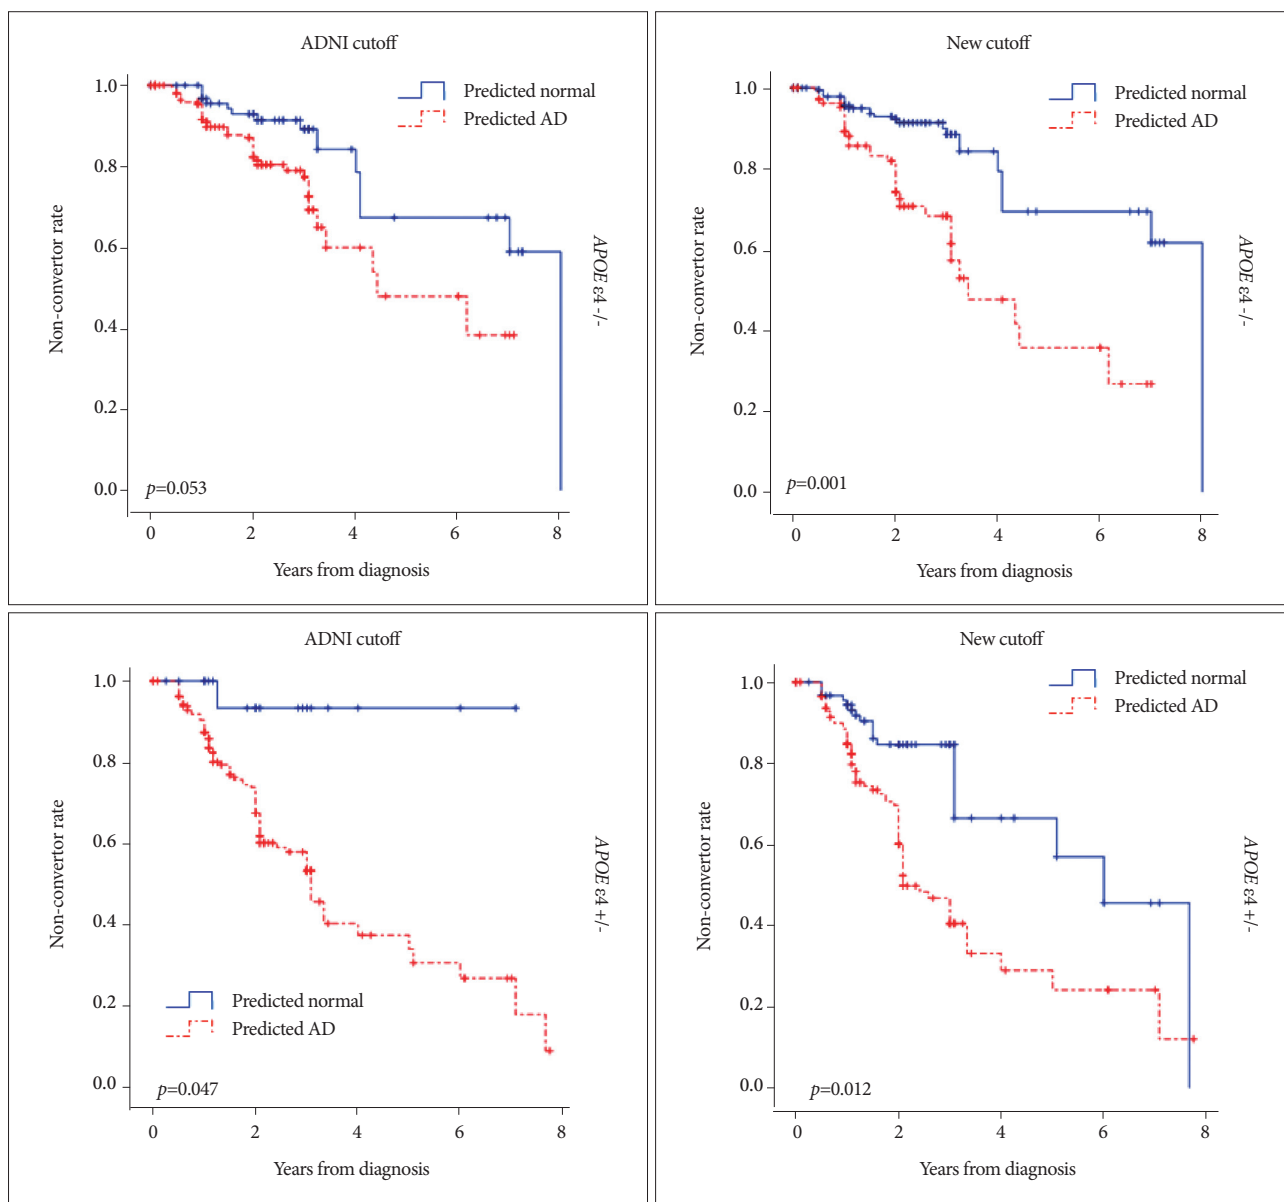 ADNI cutoff
Predicted normal
Predicted AD
Non-convertor rate
1.0
0.8
0.6
0.4
0.2
0.0
p=0.053
0 2 4 6 8
Years from diagnosis
APOE ε4 -/-
New cutoff
Predicted normal
Predicted AD
Non-convertor rate
1.0
0.8
0.6
0.4
0.2
0.0
p=0.001
0 2 4 6 8
Years from diagnosis
APOE ε4 -/-
ADNI cutoff
Non-convertor rate
1.0
0.8
0.6
0.4
0.2
0.0
Predicted normal
Predicted AD
p=0.047
0 2 4 6 8
Years from diagnosis
APOE ε4 +/-
New cutoff
Predicted normal
Predicted AD
Non-convertor rate
1.0
0.8
0.6
0.4
0.2
0.0
p=0.012
0 2 4 6 8
Years from diagnosis
APOE ε4 +/-